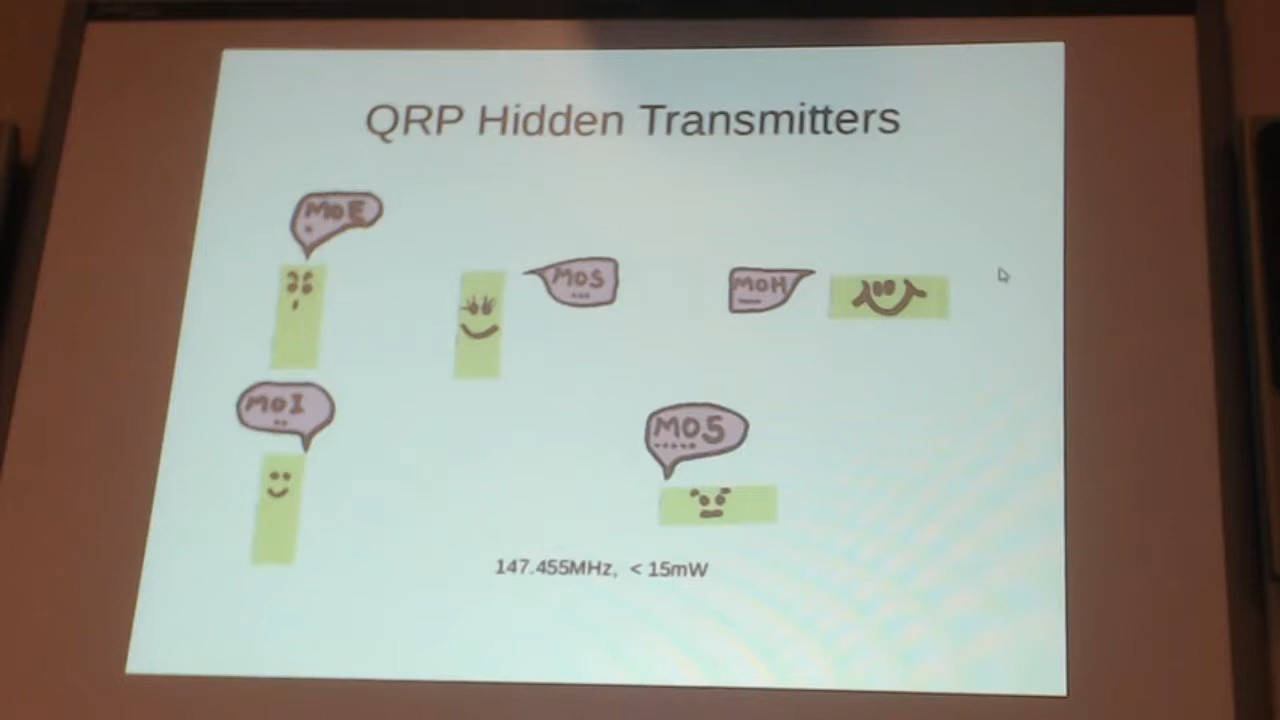 QRP Hidden Transmitters
MOE
.
MOS
...
MOH
....
MOI
..
MO5
.....
147.455MHz, < 15mW